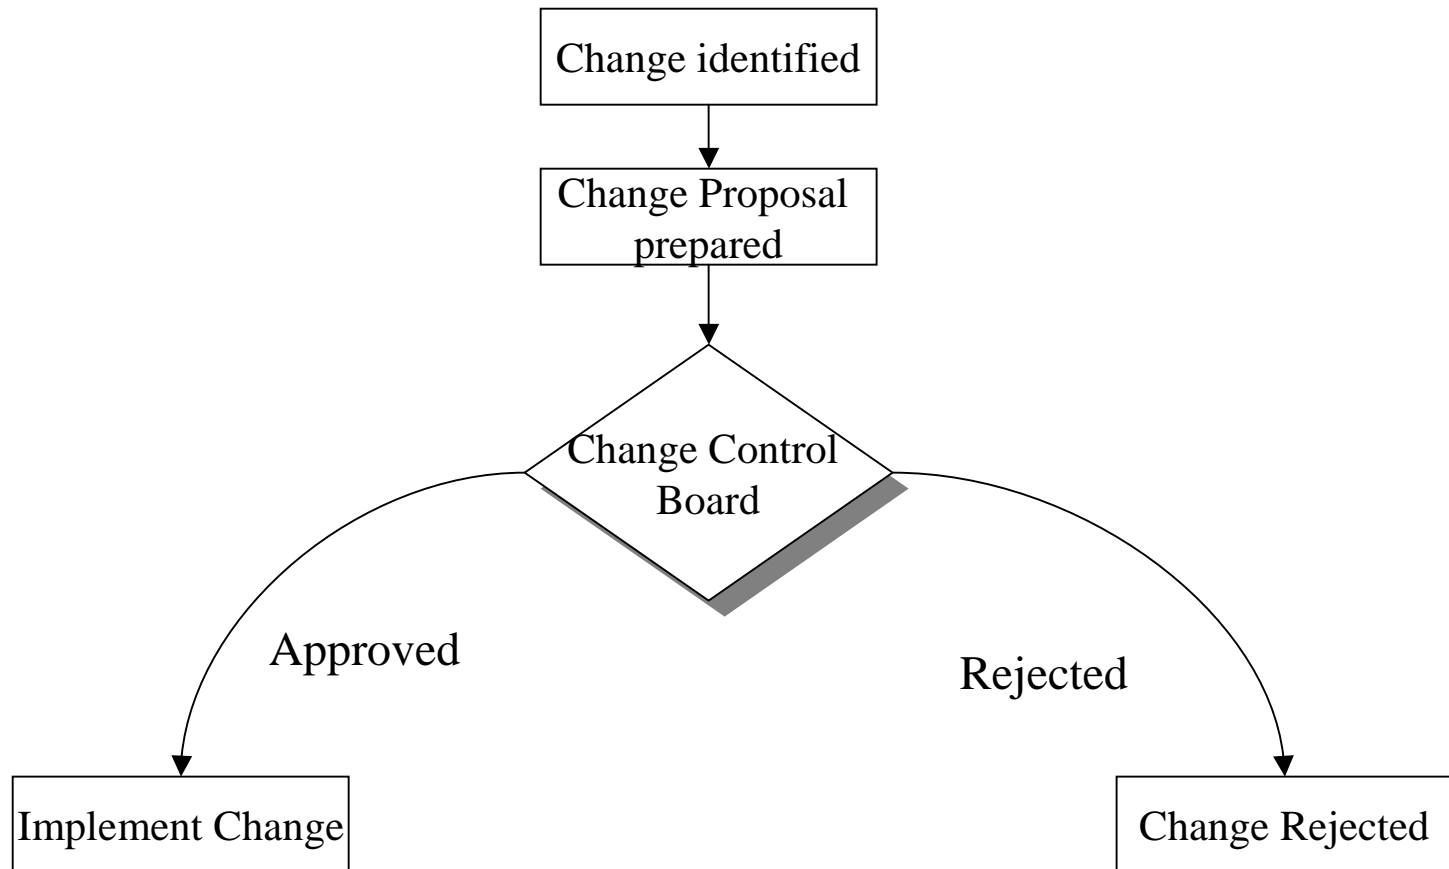 Change identified
Change Proposal
prepared
Change Control
Board
Approved
Rejected
Implement Change
Change Rejected